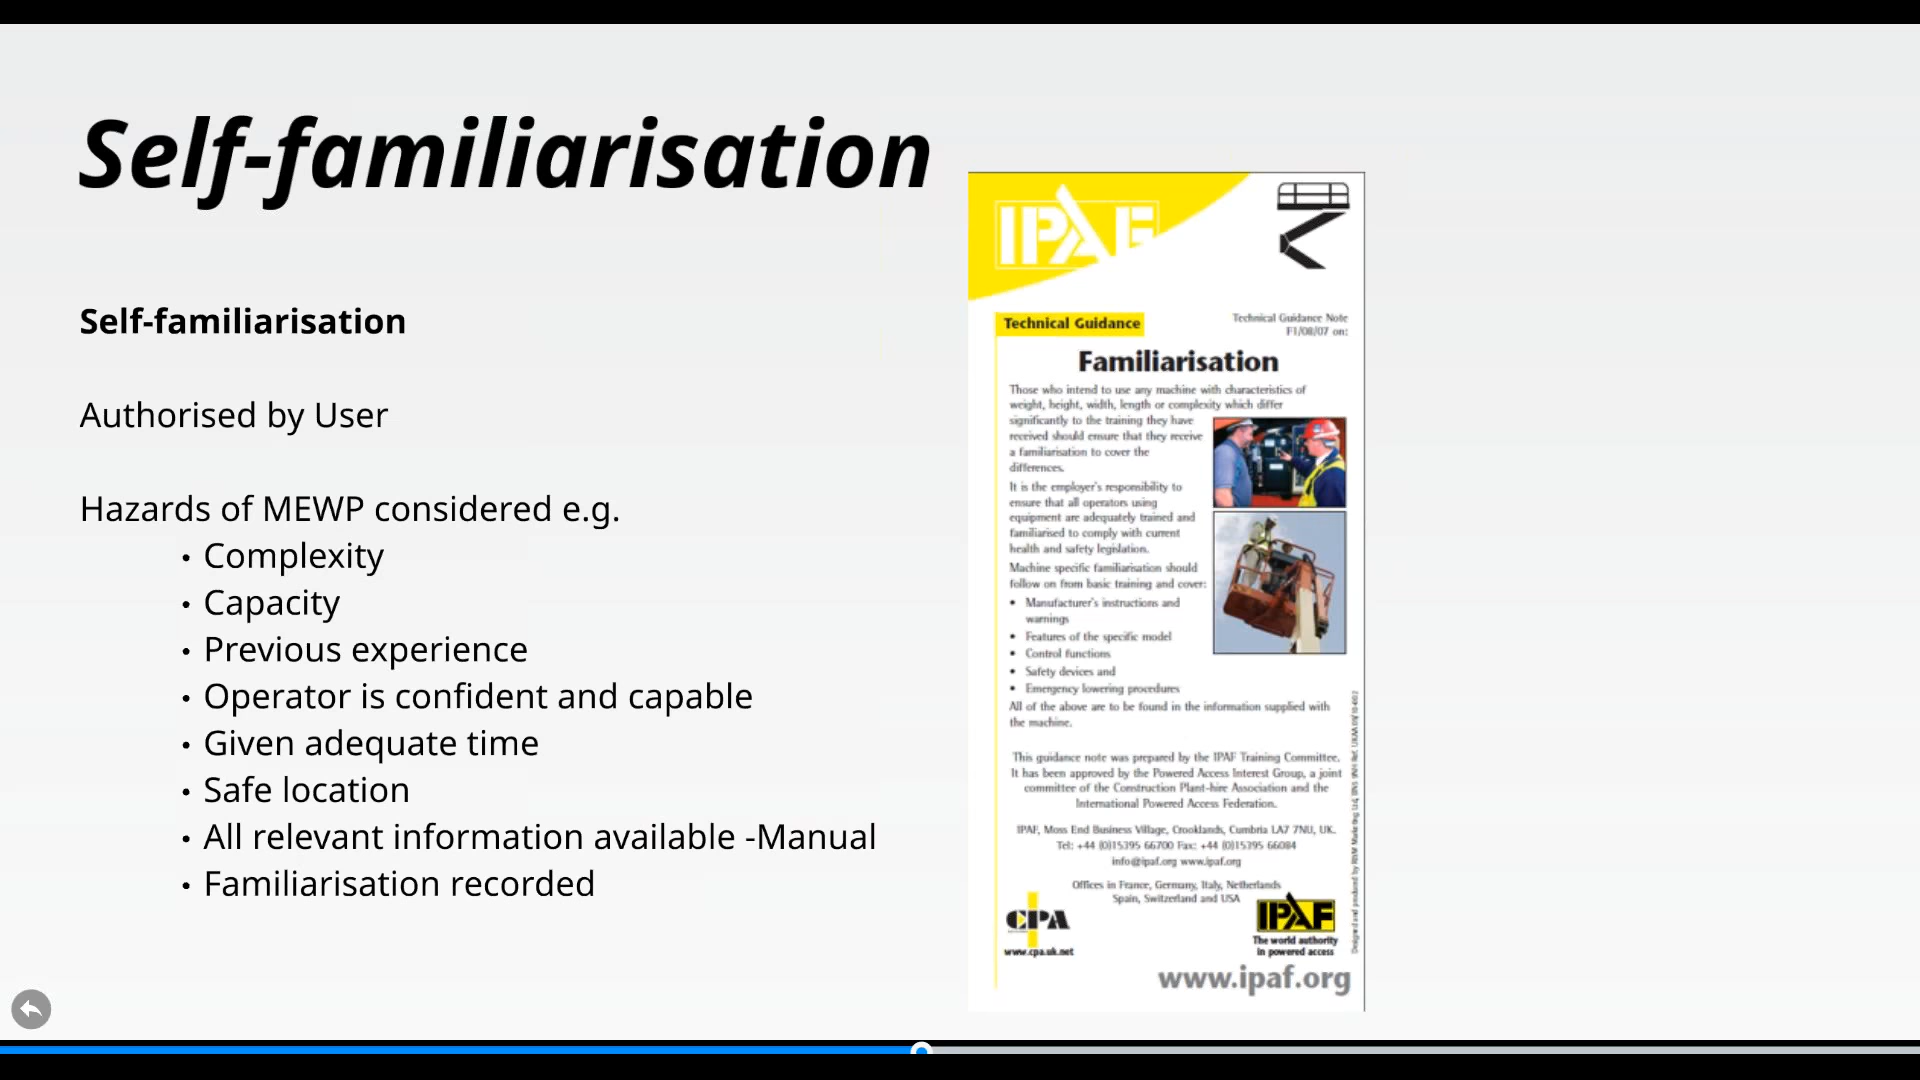 Self-familiarisation
Self-familiarisation
Authorised by User
Hazards of MEWP considered e.g.
• Complexity
• Capacity
• Previous experience
• Operator is confident and capable
• Given adequate time
• Safe location
• All relevant information available -Manual
• Familiarisation recorded
IPAF
Technical Guidance
Technical Guidance Note
F1/08/07 on:
Familiarisation
Those who intend to use any machine with characteristics of
weight, height, width, length or complexity which differ
significantly to the training they have
received should ensure that they receive
a familiarisation to cover the
differences.
It is the employer's responsibility to
ensure that all operators using
equipment are adequately trained and
familiarised to comply with current
health and safety legislation.
Machine specific familiarisation should
follow on from basic training and cover:
• Manufacturer's instructions and
warnings
• Features of the specific model
• Control functions
• Safety devices and
• Emergency lowering procedures
All of the above are to be found in the information supplied with
the machine.
This guidance note was prepared by the IPAF Training Committee.
It has been approved by the Powered Access Interest Group, a joint
committee of the Construction Plant-hire Association and the
International Powered Access Federation.
IPAF, Moss End Business Village, Crooklands, Cumbria LA7 7NU, UK.
Tel: +44 (0)15395 66700 Fax: +44 (0)15395 66084
info@ipaf.org www.ipaf.org
Offices in France, Germany, Italy, Netherlands
Spain, Switzerland and USA
CPA
www.cpa.uk.net
IPAF
The world authority
in powered access
www.ipaf.org
Designed and produced by